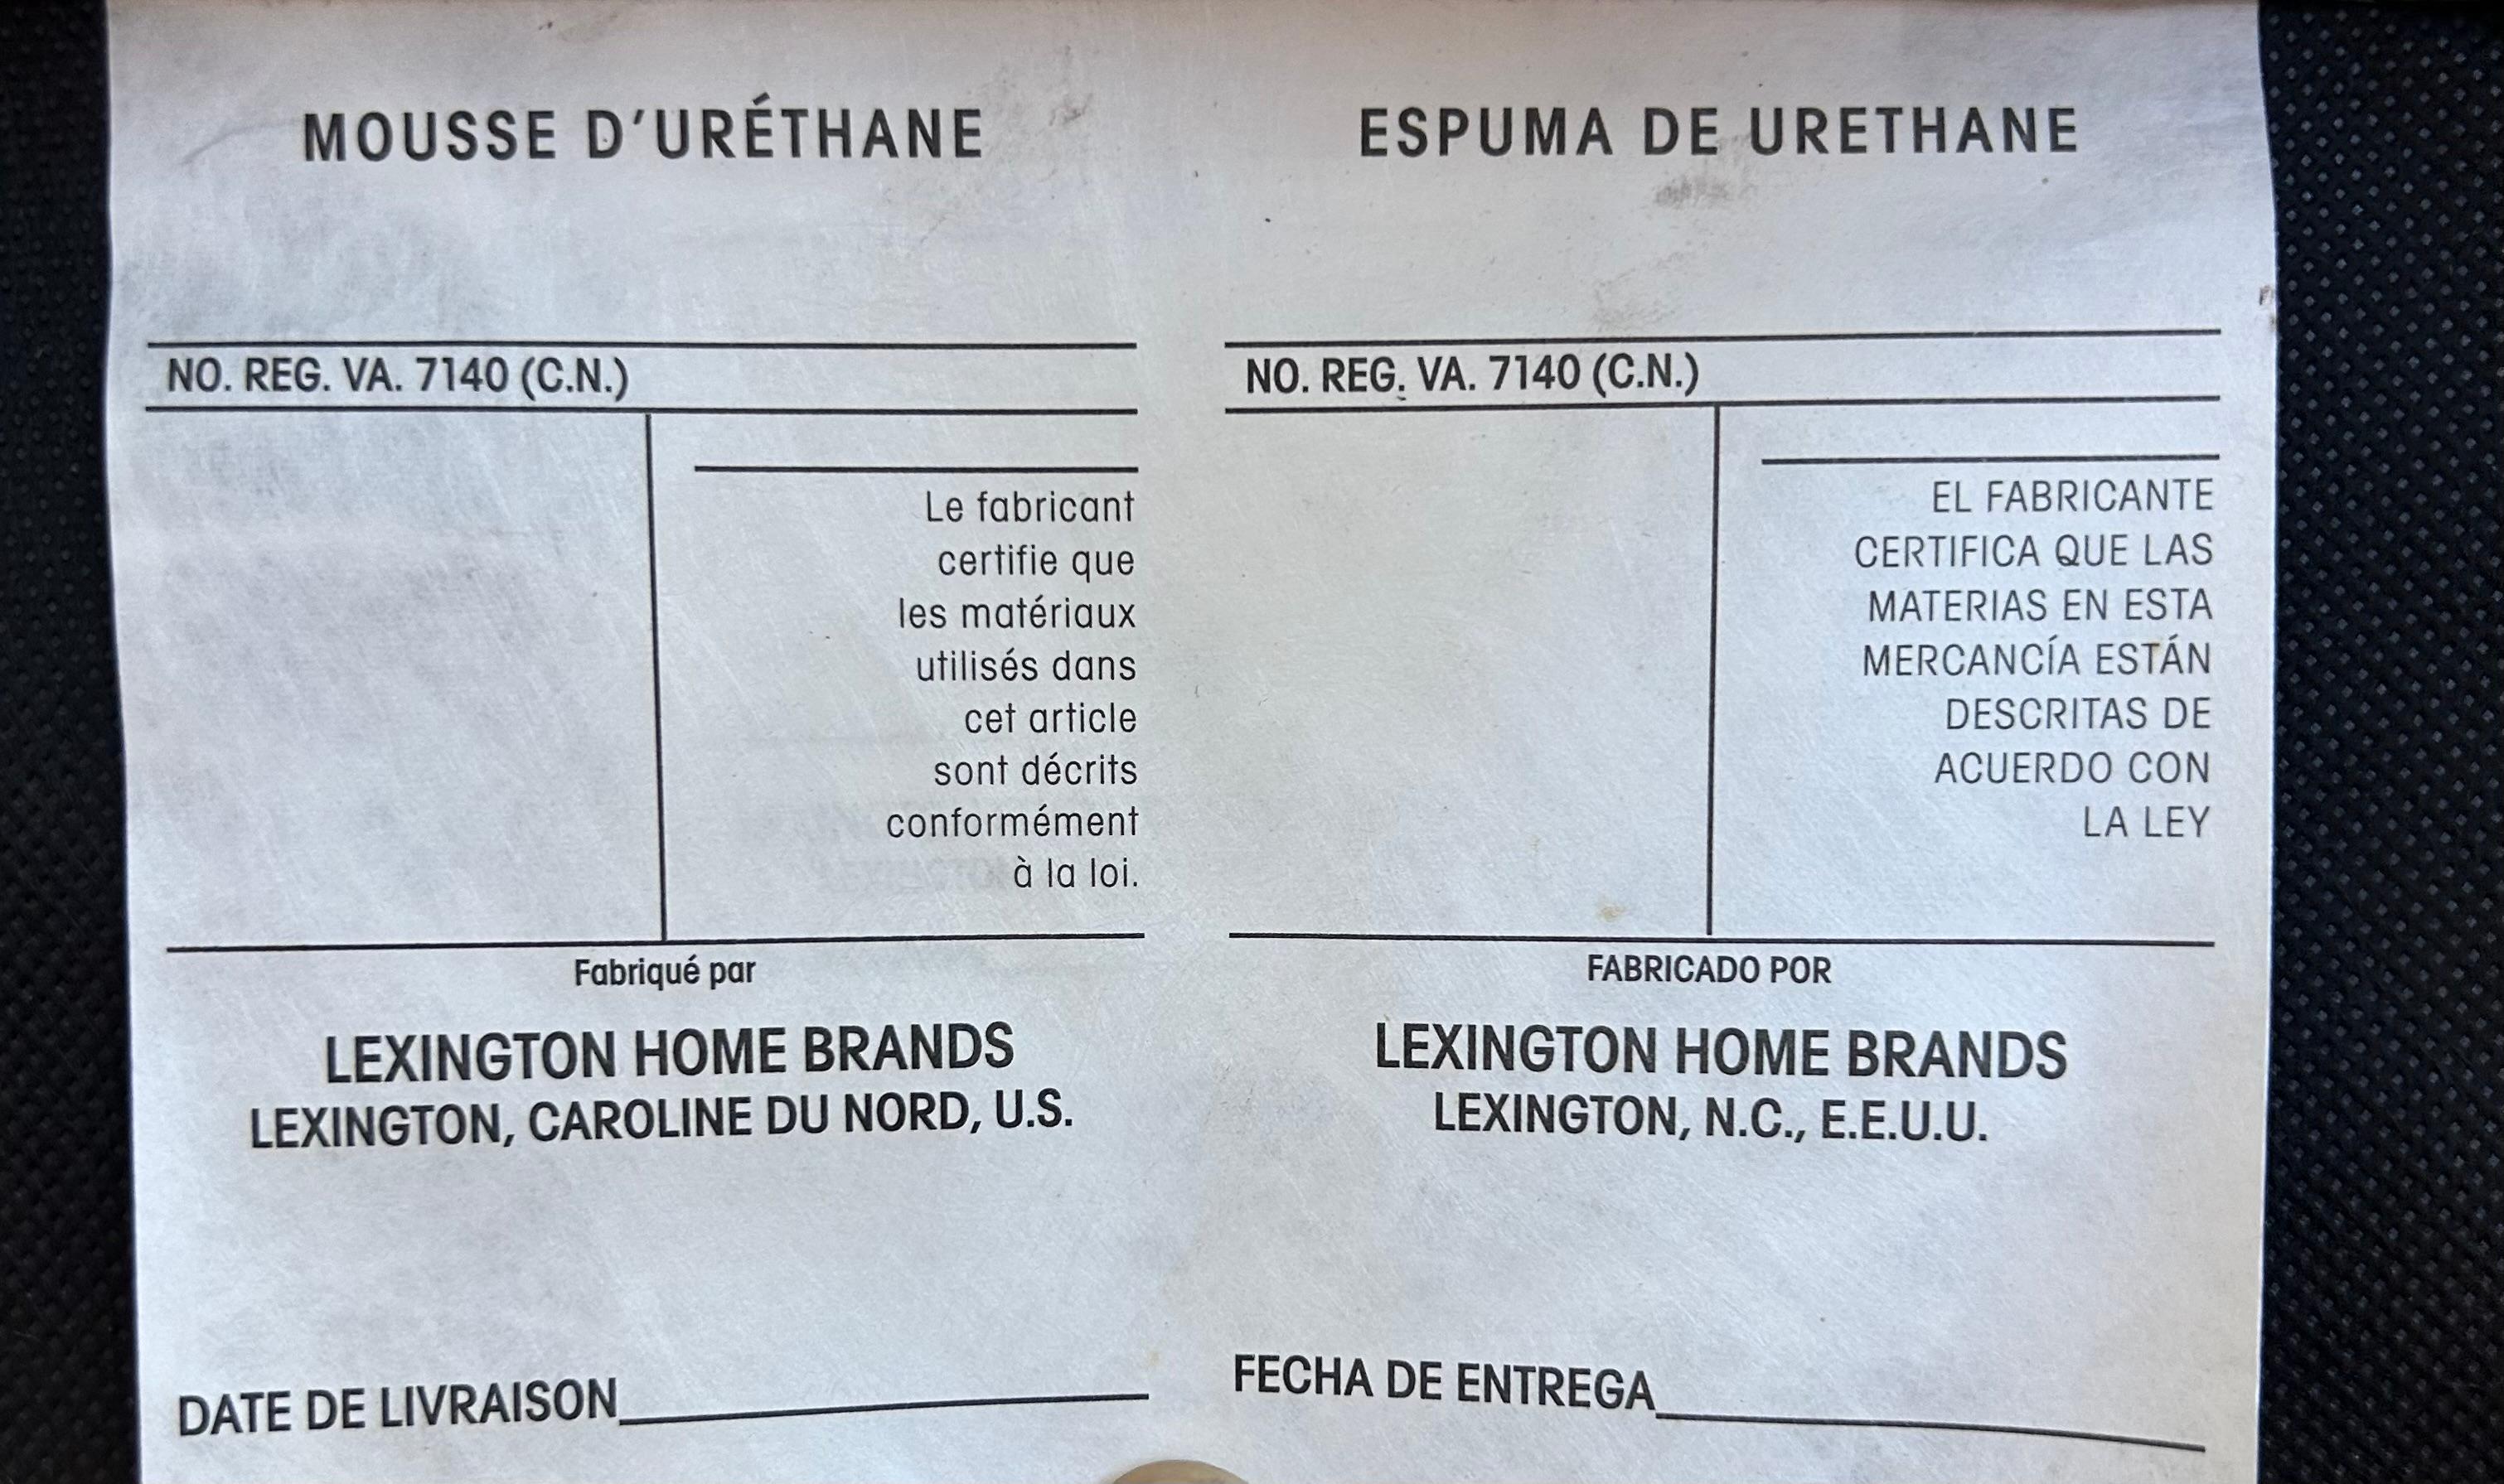 MOUSSE D'URÉTHANE
NO. REG. VA. 7140 (C.N.)
Le fabricant
certifie que
les matériaux
utilisés dans
cet article
sont décrits
conformément
à la loi.
Fabriqué par
LEXINGTON HOME BRANDS
LEXINGTON, CAROLINE DU NORD, U.S.
DATE DE LIVRAISON
ESPUMA DE URETHANE
NO. REG. VA. 7140 (C.N.)
EL FABRICANTE
CERTIFICA QUE LAS
MATERIAS EN ESTA
MERCANCÍA ESTÁN
DESCRITAS DE
ACUERDO CON
LA LEY
FABRICADO POR
LEXINGTON HOME BRANDS
LEXINGTON, N.C., E.E.U.U.
FECHA DE ENTREGA